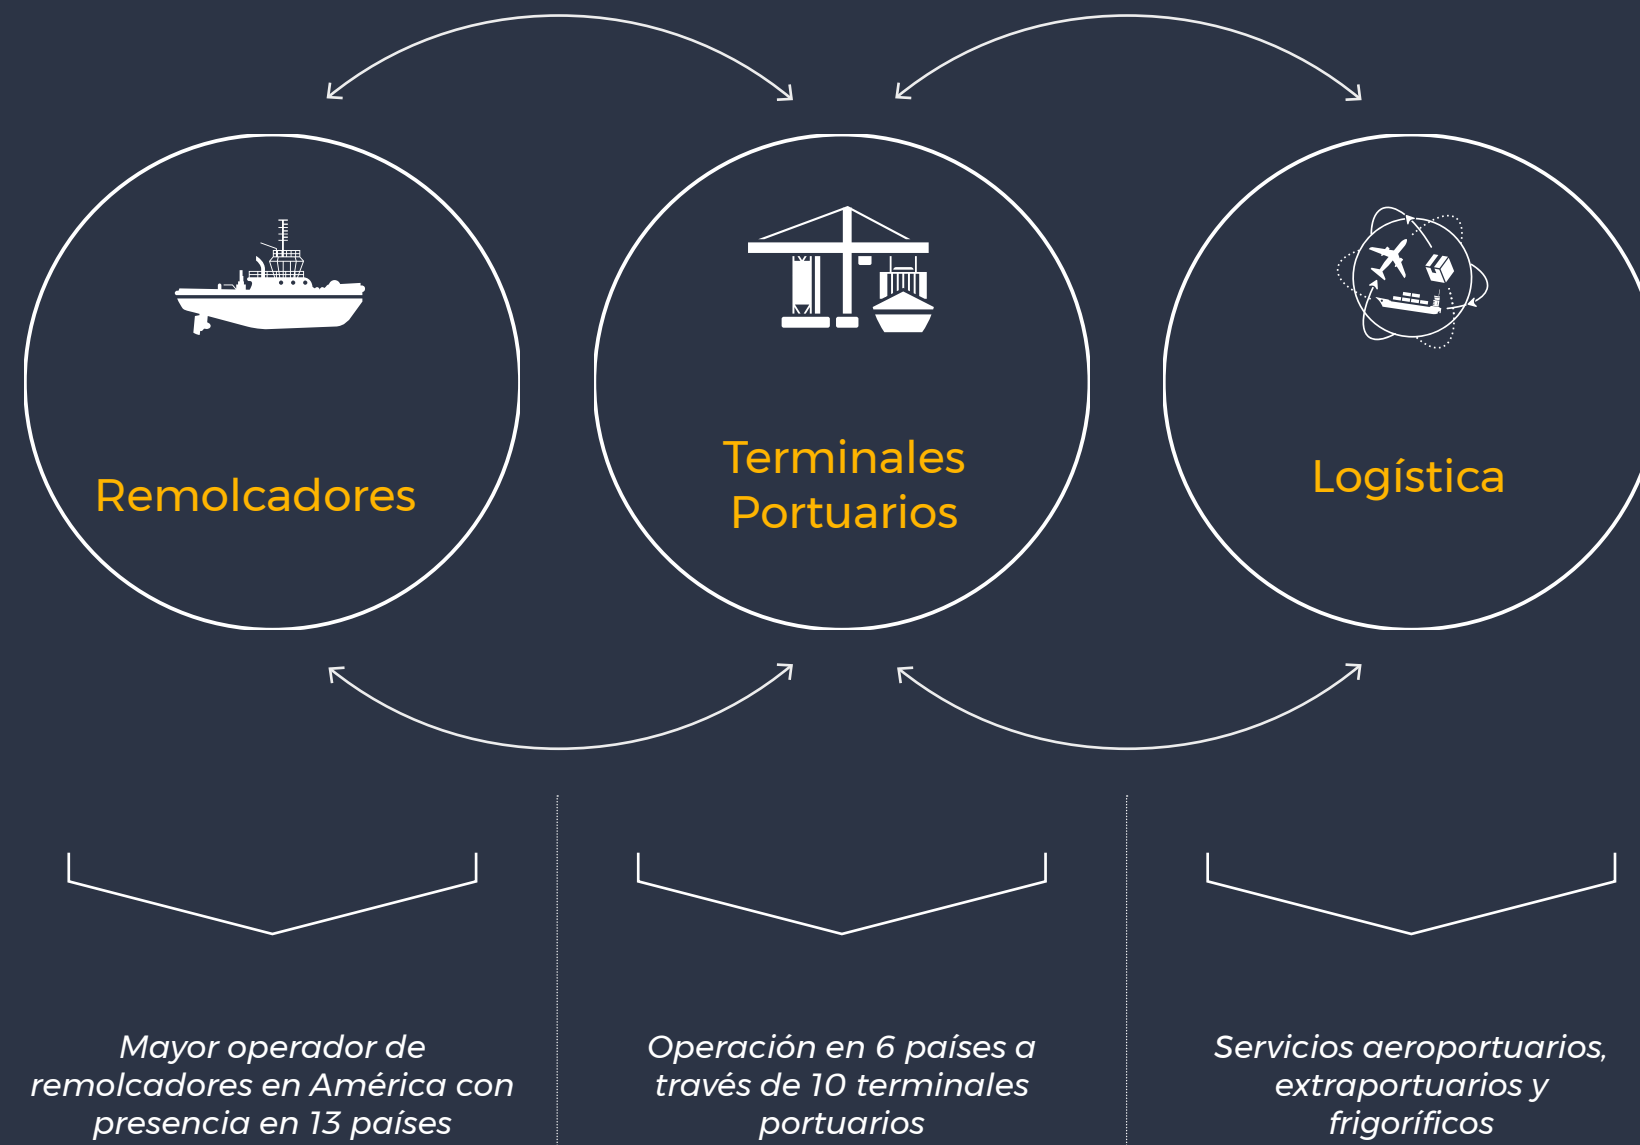 Remolcadores
Terminales
Portuarios
Logística
Mayor operador de
remolcadores en América con
presencia en 13 países
Operación en 6 países a
través de 10 terminales
portuarios
Servicios aeroportuarios,
extraportuarios y
frigoríficos